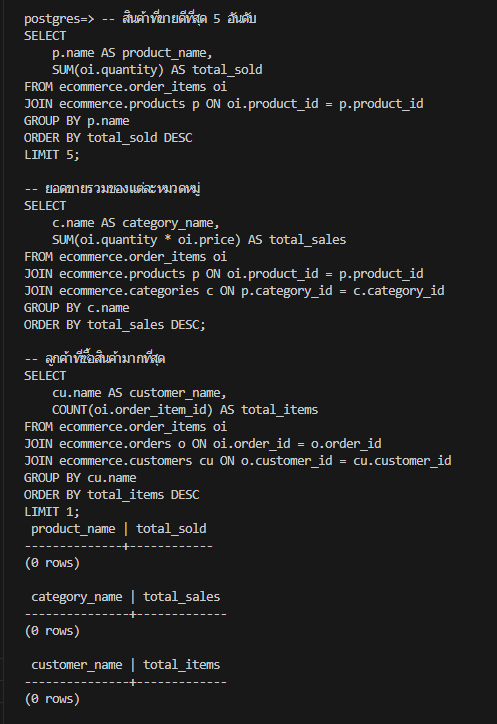 postgres=> -- สินค้าที่ขายดีที่สุด 5 อันดับ
SELECT
    p.name AS product_name,
    SUM(oi.quantity) AS total_sold
FROM ecommerce.order_items oi
JOIN ecommerce.products p ON oi.product_id = p.product_id
GROUP BY p.name
ORDER BY total_sold DESC
LIMIT 5;

-- ยอดขายรวมของแต่ละหมวดหมู่
SELECT
    c.name AS category_name,
    SUM(oi.quantity * oi.price) AS total_sales
FROM ecommerce.order_items oi
JOIN ecommerce.products p ON oi.product_id = p.product_id
JOIN ecommerce.categories c ON p.category_id = c.category_id
GROUP BY c.name
ORDER BY total_sales DESC;

-- ลูกค้าที่ซื้อสินค้ามากที่สุด
SELECT
    cu.name AS customer_name,
    COUNT(oi.order_item_id) AS total_items
FROM ecommerce.order_items oi
JOIN ecommerce.orders o ON oi.order_id = o.order_id
JOIN ecommerce.customers cu ON o.customer_id = cu.customer_id
GROUP BY cu.name
ORDER BY total_items DESC
LIMIT 1;
 product_name | total_sold
--------------+------------
(0 rows)

 category_name | total_sales
---------------+-------------
(0 rows)

 customer_name | total_items
---------------+-------------
(0 rows)